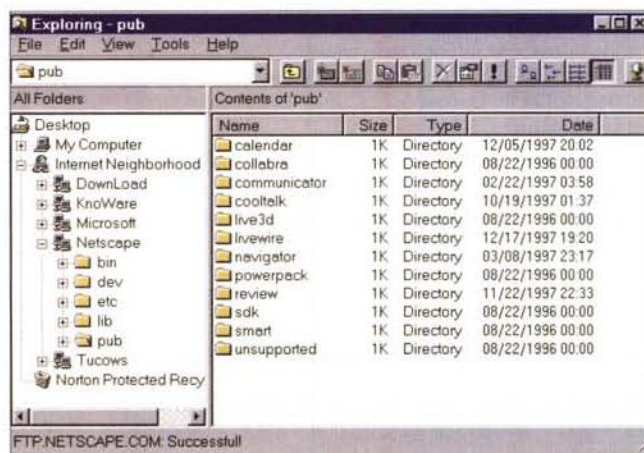 Exploring - pub
File Edit View Tools Help
pub
All Folders
Contents of 'pub'
Desktop
My Computer
Internet Neighborhood
DownLoad
KnoWare
Microsoft
Netscape
bin
dev
etc
lib
pub
Tucows
Norton Protected Recy
Name Size Type Date
calendar 1K Directory 12/05/1997 20:02
collabra 1K Directory 08/22/1996 00:00
communicator 1K Directory 02/22/1997 03:58
cooltalk 1K Directory 10/19/1997 01:37
live3d 1K Directory 08/22/1996 00:00
livewire 1K Directory 12/17/1997 19:20
navigator 1K Directory 03/08/1997 23:17
powerpack 1K Directory 08/22/1996 00:00
review 1K Directory 11/22/1997 22:33
sdk 1K Directory 08/22/1996 00:00
smart 1K Directory 08/22/1996 00:00
unsupported 1K Directory 08/22/1996 00:00
FTP.NETSCAPE.COM: Successfull